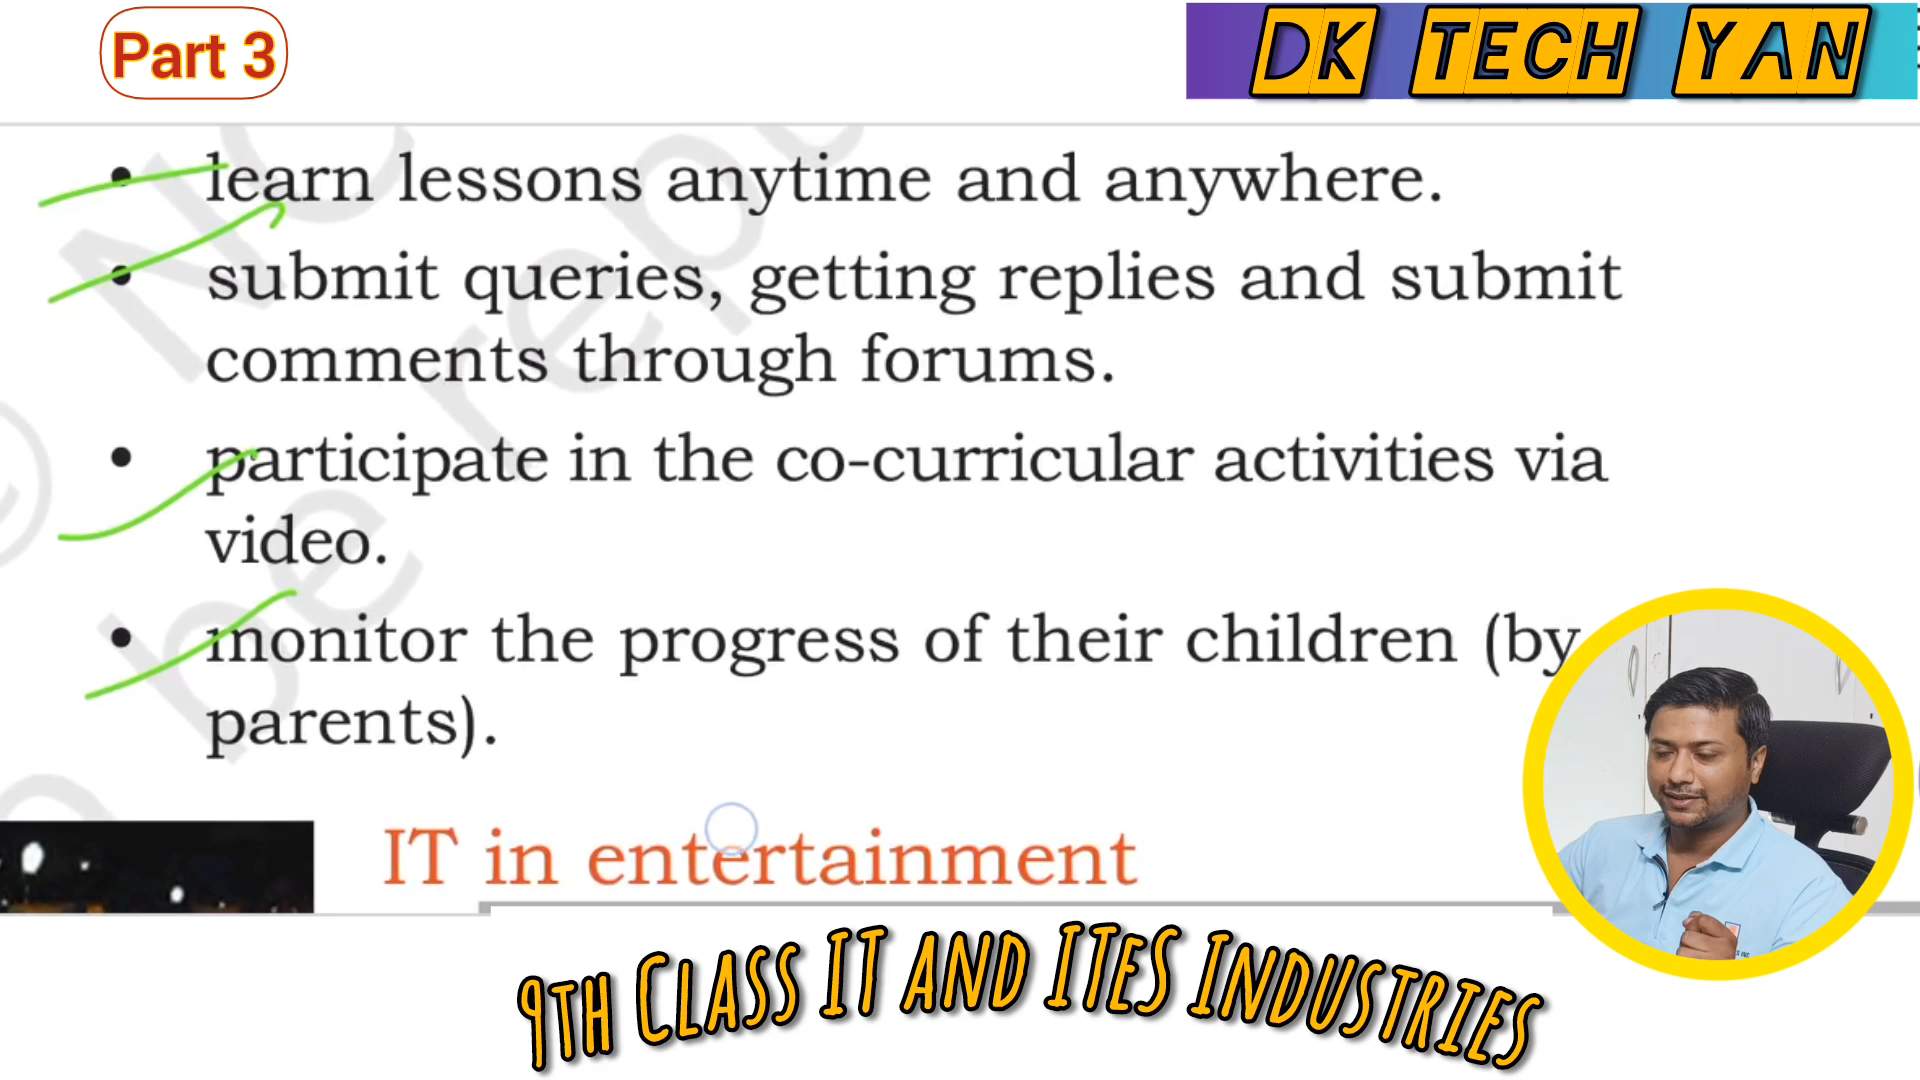 Part 3
DK TECH YAN
• learn lessons anytime and anywhere.
• submit queries, getting replies and submit
comments through forums.
• participate in the co-curricular activities via
video.
• monitor the progress of their children (by
parents).
IT in entertainment
9th Class IT and ITeS Industries